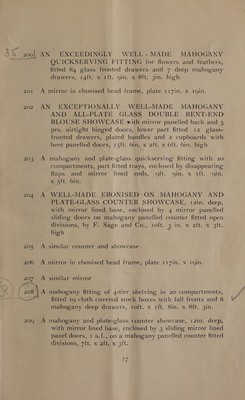 35 200 AN EXCEEDINGLY WELL-MADE MAHOGANY
QUICKSERVING FITTING for flowers and feathers,
fitted 84 glass fronted drawers and 7 deep mahogany
drawers, 14ft. x 1ft. 9in. x 8ft. 3in. high
201 A mirror in ebonised bead frame, plate 117in. x 19in.
202 AN EXCEPTIONALLY WELL-MADE MAHOGANY
AND ALL-PLATE GLASS DOUBLE BENT-END
BLOUSE SHOWCASE with mirror panelled back and 3
prs. airtight hinged doors, lower part fitted 12 glass-
fronted drawers, plated handles and 2 cupboards with
bent panelled doors, 15ft. 6in. x 2ft. x 6ft. 6in. high
203 A mahogany and plate-glass quickserving fitting with 20
compartments, part fitted trays, enclosed by disappearing
flaps and mirror lined ends, 9ft. 9in. x 1ft. 9in.
x 3ft. 6in.
204 A WELL-MADE EBONISED ON MAHOGANY AND
PLATE-GLASS COUNTER SHOWCASE, 12in. deep,
with mirror lined base, enclosed by 4 mirror panelled
sliding doors on mahogany panelled counter fitted open
divisions, by F. Sage and Co., 10ft. 3 in. x 2ft. x 3ft.
high
205 A similar counter and showcase
206 A mirror in ebonised bead frame, plate 117in. x 19in.
207 A similar mirror
208 A mahogany fitting of 4-tier shelving in 20 compartments,
fitted 19 cloth covered stock boxes with fall fronts and 8
mahogany deep drawers, 10ft. x 1ft. 8in. x 8ft. 3in.
209 A mahogany and plate-glass counter showcase, 12in. deep,
with mirror lined base, enclosed by 3 sliding mirror lined
panel doors, 1 a.f., on a mahogany panelled counter fitted
divisions, 7ft. x 2ft. x 3ft.
17